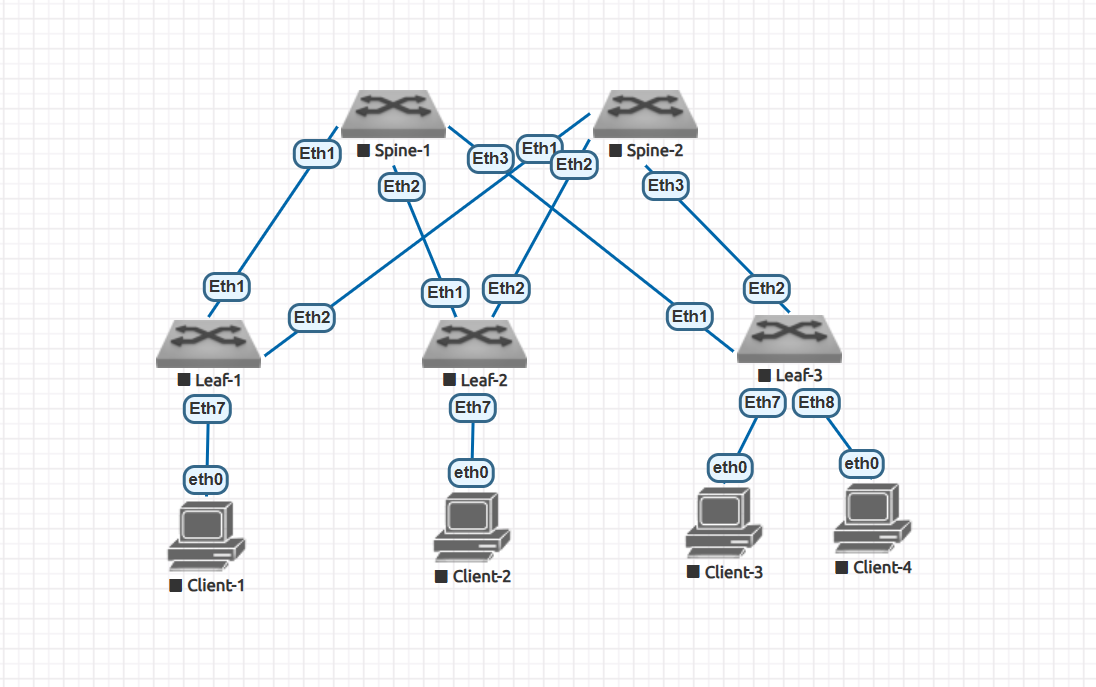 Spine-1
Spine-2
Eth1
Eth3
Eth1
Eth2
Eth2
Eth3
Eth1
Eth2
Eth1
Eth2
Eth1
Eth2
Leaf-1
Leaf-2
Leaf-3
Eth7
Eth7
Eth7
Eth8
eth0
eth0
eth0
eth0
Client-1
Client-2
Client-3
Client-4